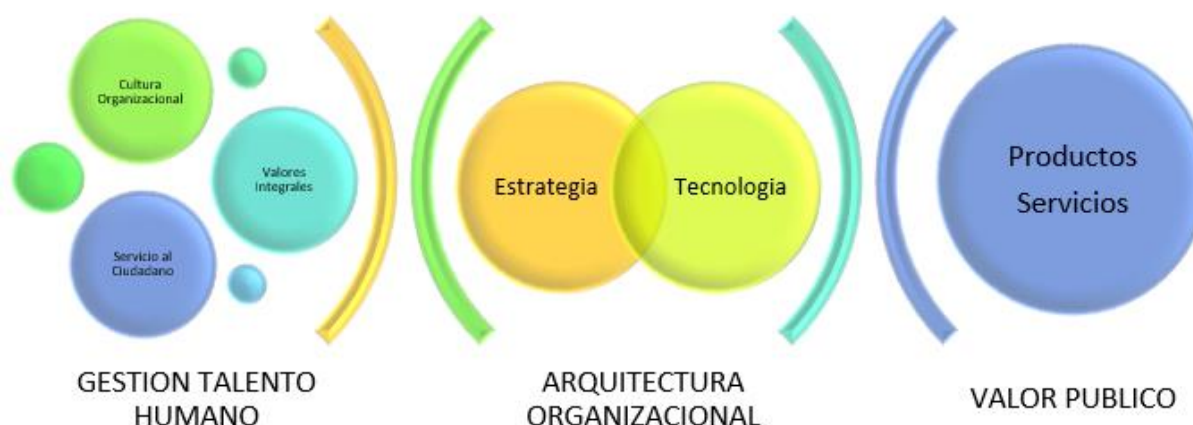 Cultura
Organizacional
Valores
Integrales
Servicio al
Ciudadano
GESTION TALENTO
HUMANO
Estrategia
Tecnologia
ARQUITECTURA
ORGANIZACIONAL
Productos
Servicios
VALOR PUBLICO